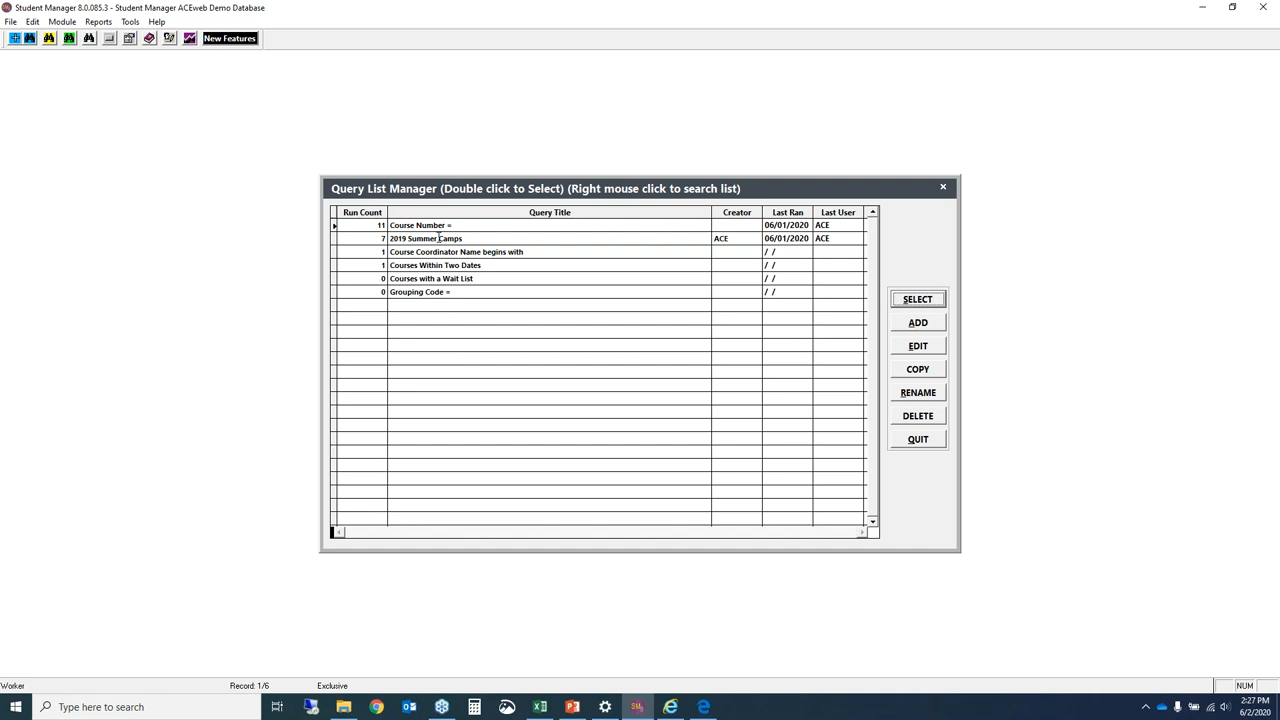 Student Manager 8.0.085.3 - Student Manager ACEweb Demo Database
File Edit Module Reports Tools Help
New Features
Query List Manager (Double click to Select) (Right mouse click to search list)
Run Count Query Title Creator Last Ran Last User
11 Course Number = 06/01/2020 ACE
7 2019 Summer Camps ACE 06/01/2020 ACE
1 Course Coordinator Name begins with / /
1 Courses Within Two Dates / /
0 Courses with a Wait List / /
0 Grouping Code = / /
SELECT
ADD
EDIT
COPY
RENAME
DELETE
QUIT
Worker Record: 1/6 Exclusive NUM
Type here to search
2:27 PM
6/2/2020